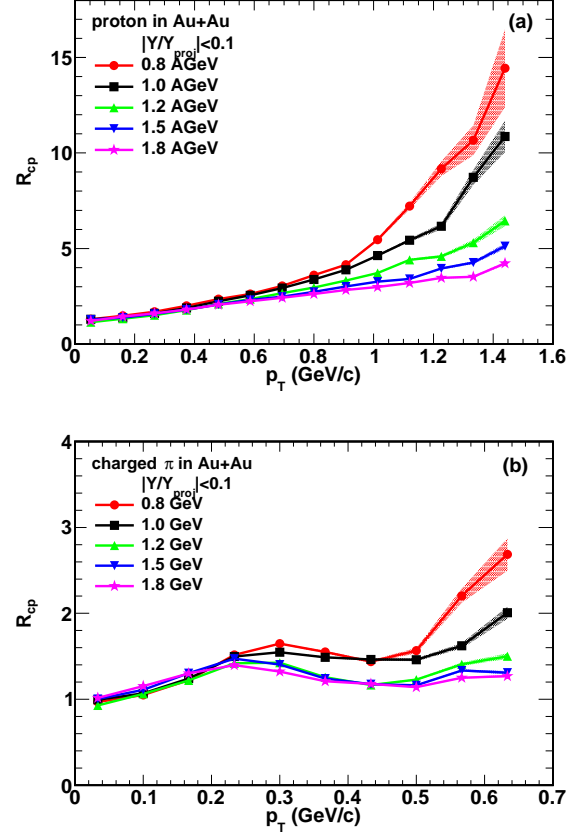 (a)
proton in Au+Au
|Y/Y_proj|<0.1
0.8 AGeV
1.0 AGeV
1.2 AGeV
1.5 AGeV
1.8 AGeV
R_cp
15
10
5
0
0 0.2 0.4 0.6 0.8 1 1.2 1.4 1.6
p_T (GeV/c)
(b)
charged π in Au+Au
|Y/Y_proj|<0.1
0.8 GeV
1.0 GeV
1.2 GeV
1.5 GeV
1.8 GeV
R_cp
4
3
2
1
0
0 0.1 0.2 0.3 0.4 0.5 0.6 0.7
p_T (GeV/c)